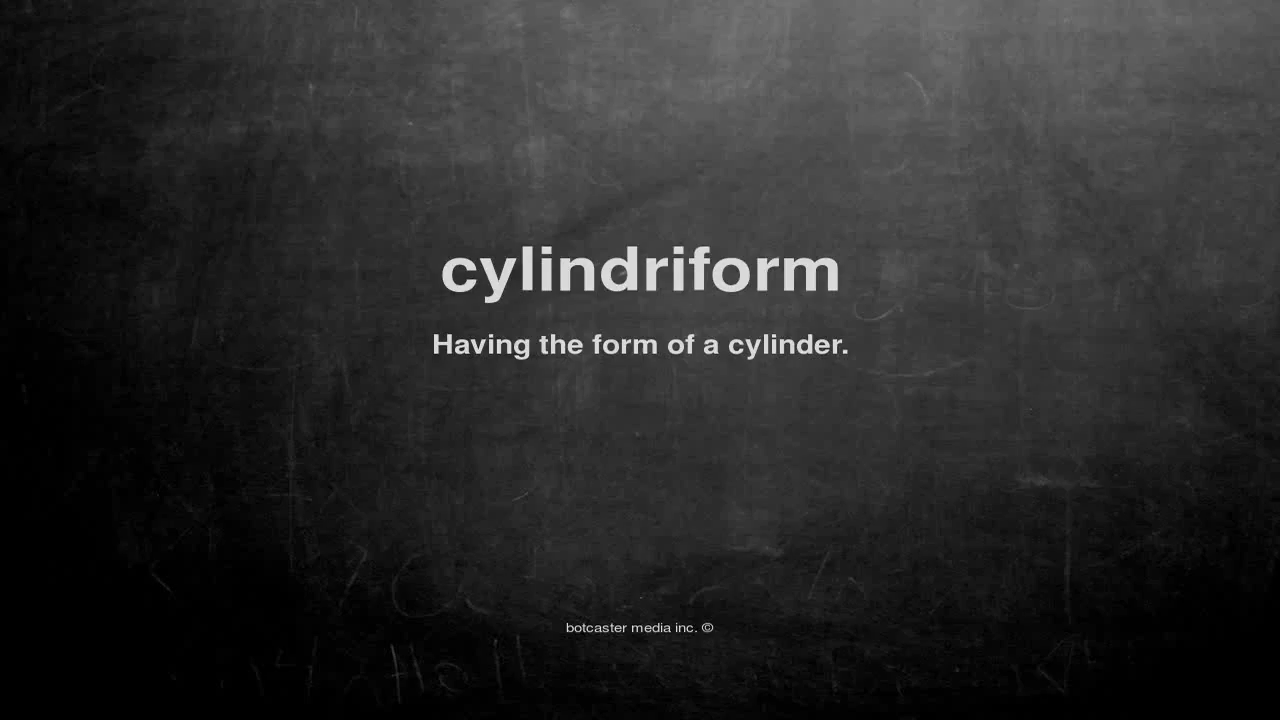 cylindriform
Having the form of a cylinder.
botcaster media inc. ©